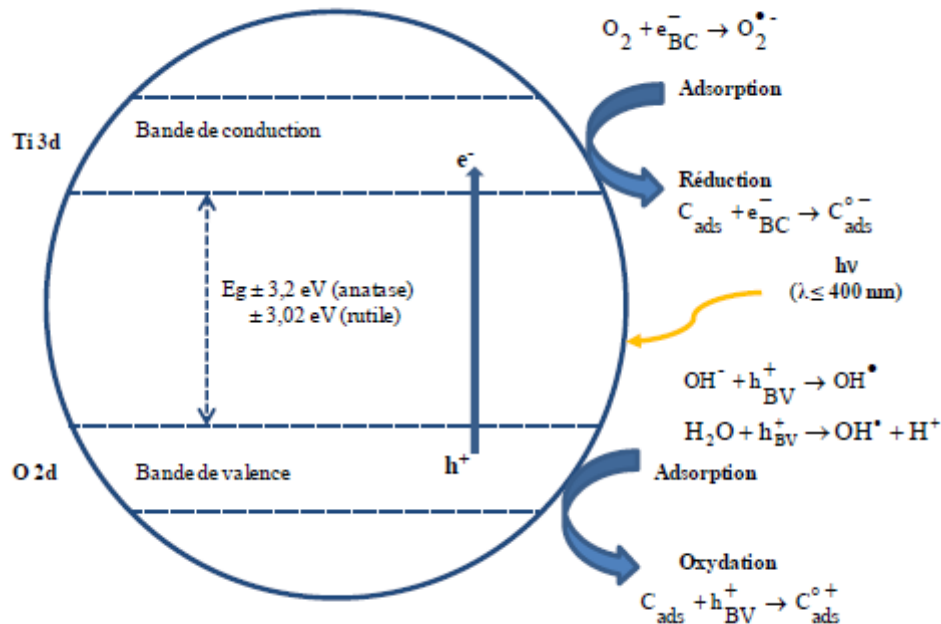 O₂ + e⁻BC → O₂•⁻
Adsorption
Ti 3d
Bande de conduction
e⁻
Réduction
Cads + e⁻BC → C°⁻ads
hν
(λ ≤ 400 nm)
Eg ± 3,2 eV (anatase)
± 3,02 eV (rutile)
OH⁻ + h⁺BV → OH•
H₂O + h⁺BV → OH• + H⁺
O 2d
Bande de valence
h⁺
Adsorption
Oxydation
Cads + h⁺BV → C°⁺ads